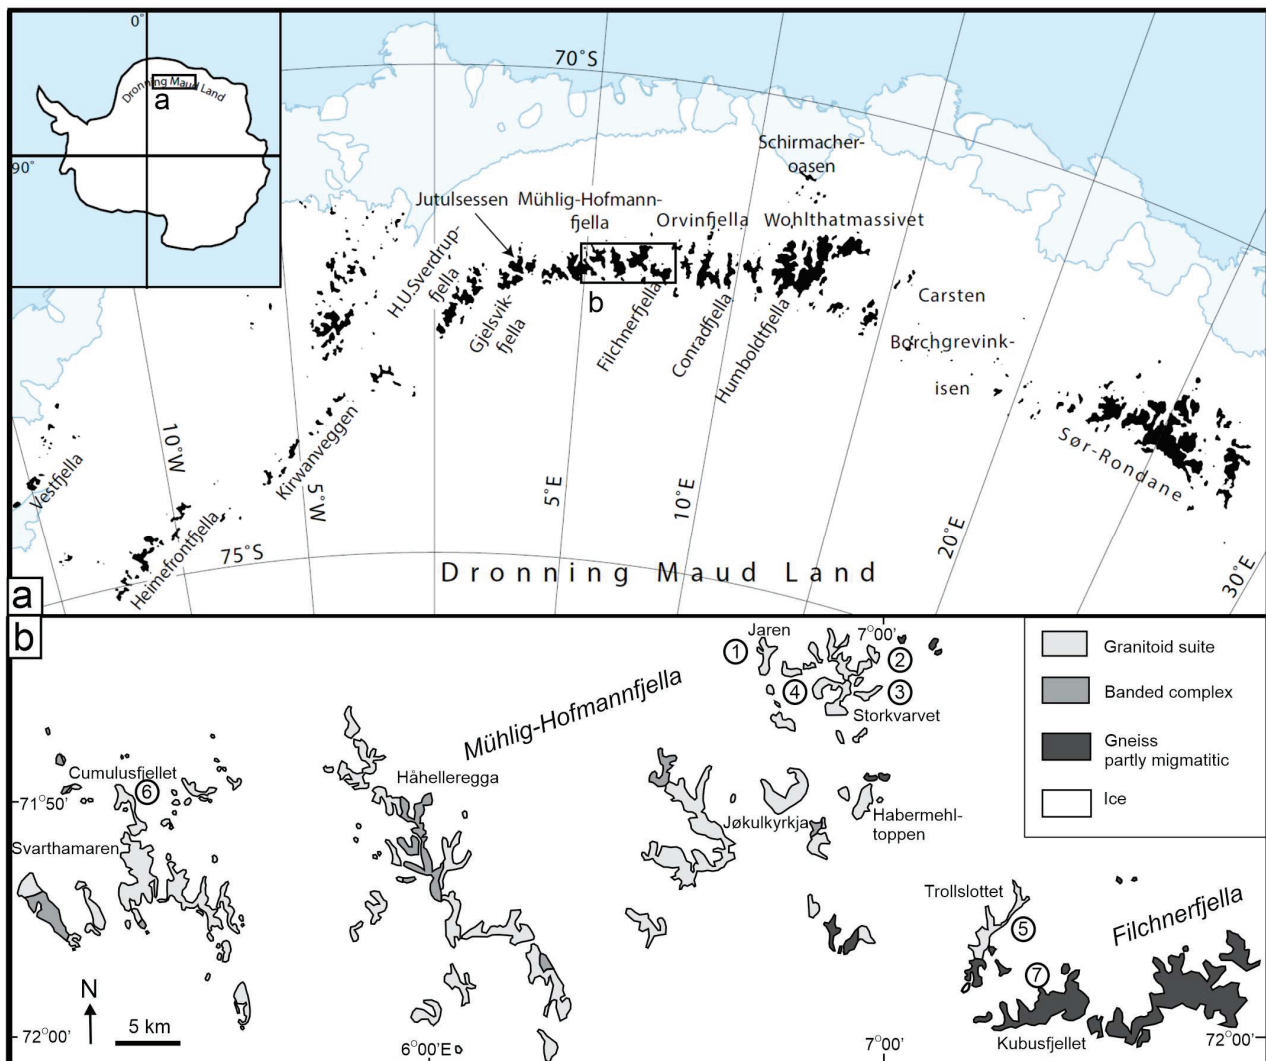 0°
Dronning Maud Land
a
90°
70°S
Schirmacher-
oasen
Jutulsessen
Mühlig-Hofmann-
fjella
Orvinfjella
Wohlthatmassivet
H.U.Sverdrup-
fjella
Gjelsvik-
fjella
b
Filchnerfjella
Conradfjella
Humboldtfjella
Carsten
Borchgrevink-
isen
Sør-Rondane
Vestfjella
10°W
Kirwanveggen
5°W
5°E
10°E
20°E
30°E
Heimefrontfjella
75°S
Dronning Maud Land
a
b
Jaren
7°00'
1
2
4
3
Storkvarvet
Mühlig-Hofmannfjella
Cumulusfjellet
6
Håhelleregga
71°50'
Svarthamaren
Jøkulkyrkja
Habermehl-
toppen
Trollslottet
5
Filchnerfjella
7
Kubusfjellet
N
5 km
72°00'
6°00'E
7°00'
72°00'
Granitoid suite
Banded complex
Gneiss
partly migmatitic
Ice